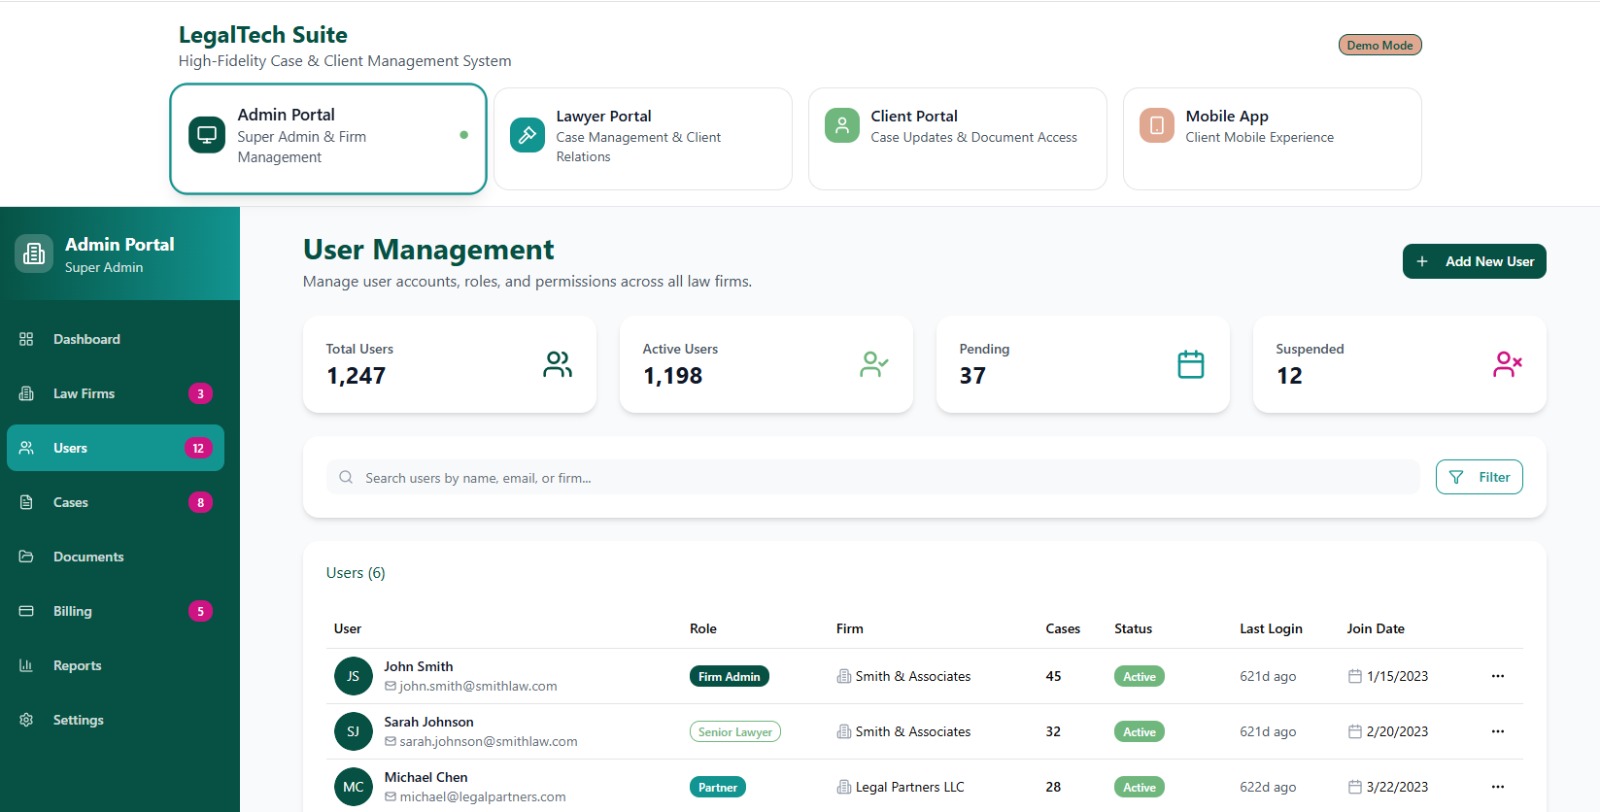 LegalTech Suite
High-Fidelity Case & Client Management System
Demo Mode
Admin Portal
Super Admin & Firm
Management
Lawyer Portal
Case Management & Client
Relations
Client Portal
Case Updates & Document Access
Mobile App
Client Mobile Experience
Admin Portal
Super Admin
Dashboard
Law Firms 3
Users 12
Cases 8
Documents
Billing 5
Reports
Settings
User Management
Manage user accounts, roles, and permissions across all law firms.
+ Add New User
Total Users
1,247
Active Users
1,198
Pending
37
Suspended
12
Search users by name, email, or firm...
Filter
Users (6)
User Role Firm Cases Status Last Login Join Date
JS John Smith Firm Admin Smith & Associates 45 Active 621d ago 1/15/2023 ...
john.smith@smithlaw.com
SJ Sarah Johnson Senior Lawyer Smith & Associates 32 Active 621d ago 2/20/2023 ...
sarah.johnson@smithlaw.com
MC Michael Chen Partner Legal Partners LLC 28 Active 622d ago 3/22/2023 ...
michael@legalpartners.com